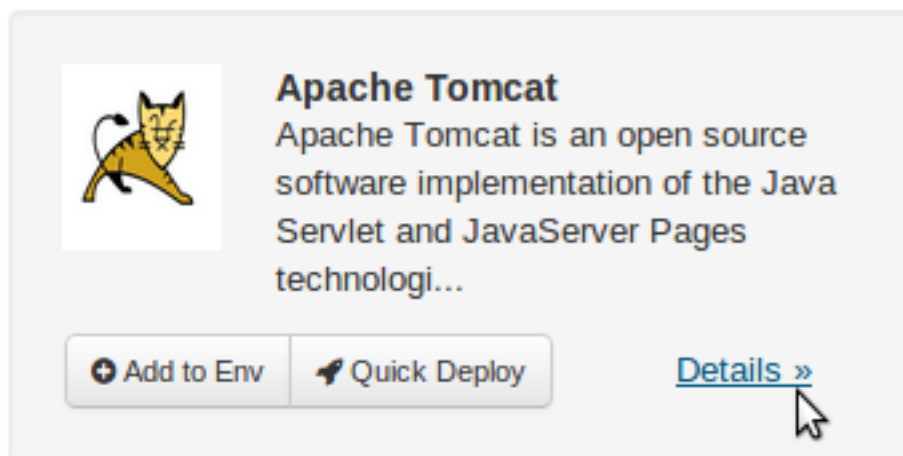 Apache Tomcat
Apache Tomcat is an open source
software implementation of the Java
Servlet and JavaServer Pages
technologi...
Add to Env Quick Deploy Details »